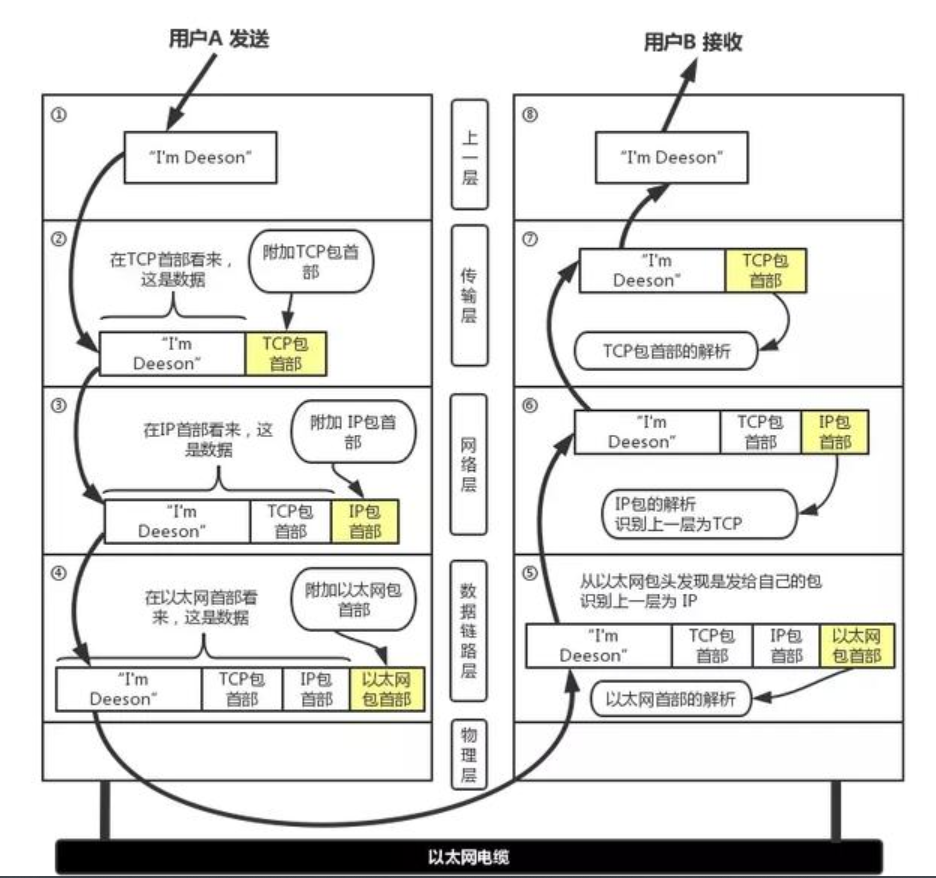 用户A 发送
用户B 接收
①
"I'm Deeson"
上一层
⑧
"I'm Deeson"
②
在TCP首部看来，
这是数据
附加TCP包首
部
"I'm
Deeson"
TCP包
首部
传输层
⑦
"I'm
Deeson"
TCP包
首部
TCP包首部的解析
③
在IP首部看来，这
是数据
附加 IP包首
部
"I'm
Deeson"
TCP包
首部
IP包
首部
网络层
⑥
"I'm
Deeson"
TCP包
首部
IP包
首部
IP包的解析
识别上一层为TCP
④
在以太网首部看
来，这是数据
附加以太网包
首部
"I'm
Deeson"
TCP包
首部
IP包
首部
以太网
包首部
数据链路层
⑤
从以太网包头发现是发给自己的包
识别上一层为 IP
"I'm
Deeson"
TCP包
首部
IP包
首部
以太网
包首部
以太网首部的解析
物理层
以太网电缆